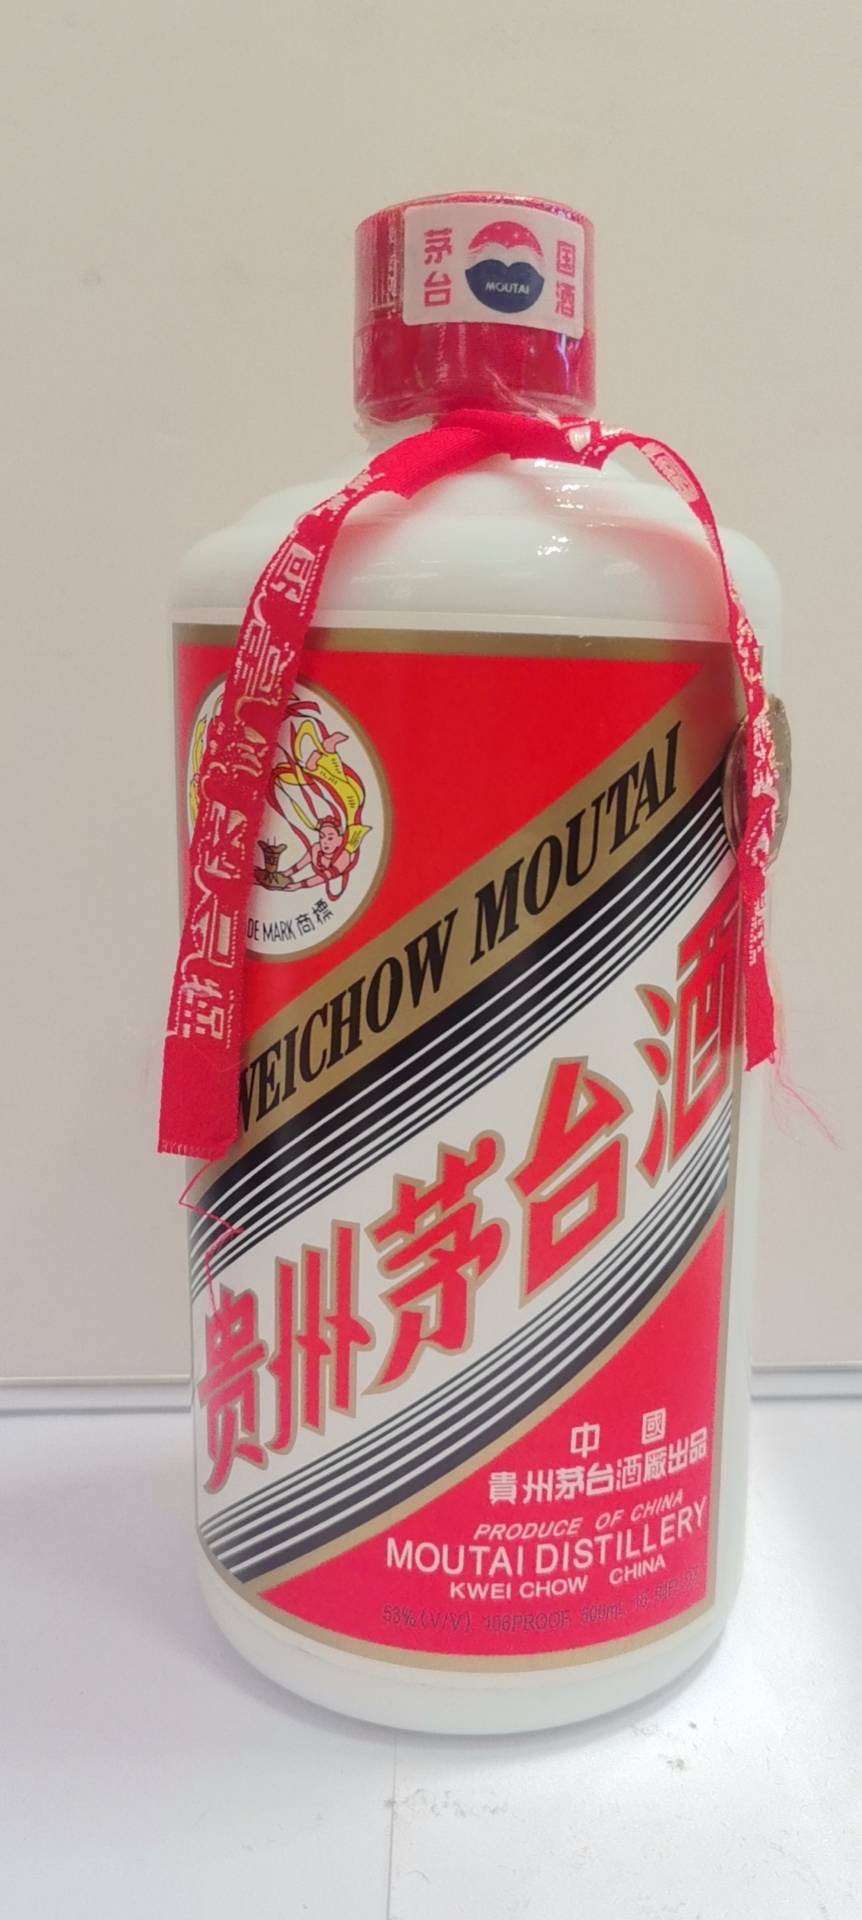 茅台
MOUTAI
国酒
DE MARK 商標
WEICHOW MOUTAI
贵州茅台酒
中國
貴州茅台酒廠出品
PRODUCE OF CHINA
MOUTAI DISTILLERY
KWEI CHOW CHINA
53% (V/V) 106PROOF 500mL